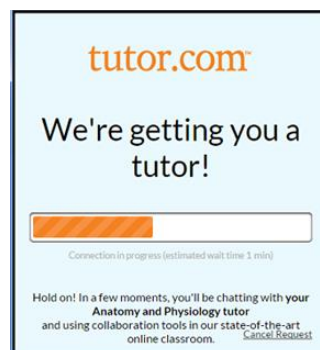 tutor.com™
We're getting you a
tutor!
Connection in progress (estimated wait time 1 min)
Hold on! In a few moments, you'll be chatting with your
Anatomy and Physiology tutor
and using collaboration tools in our state-of-the-art
online classroom.
Cancel Request